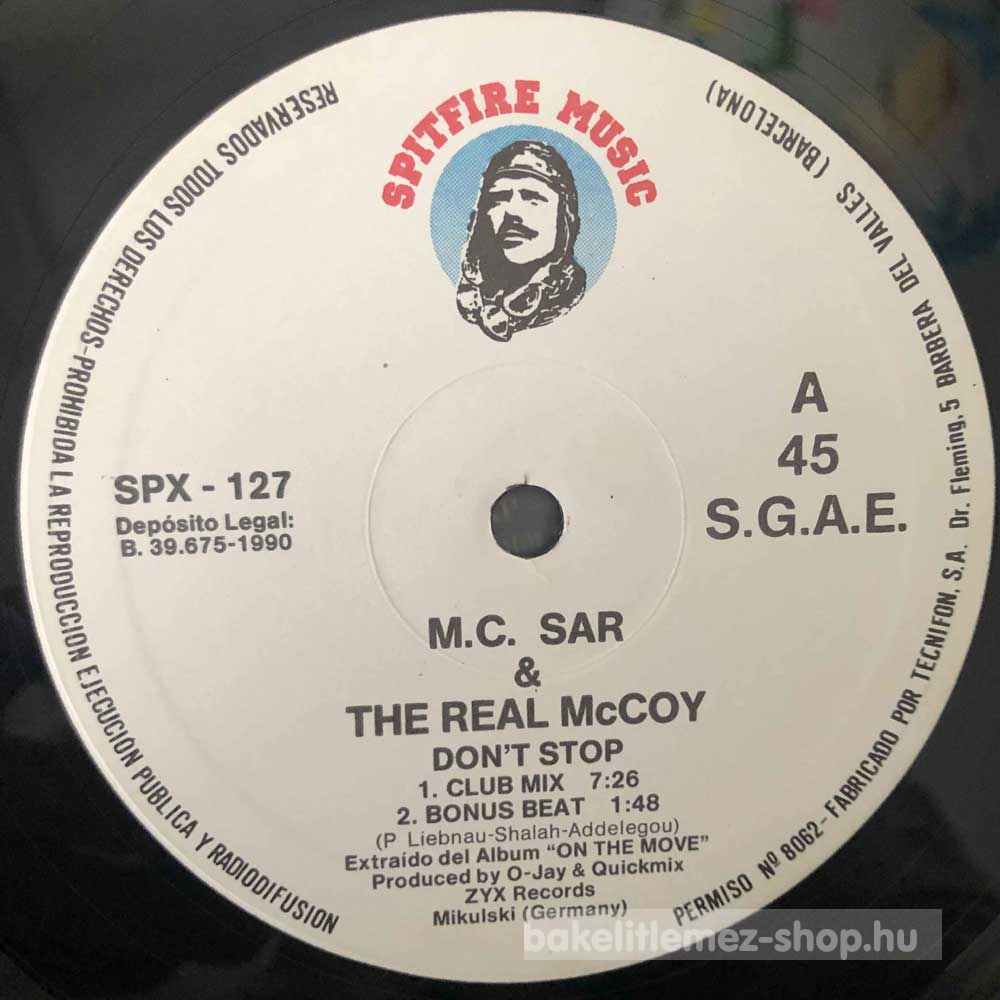 SPITFIRE MUSIC
RESERVADOS TODOS LOS DERECHOS-PROHIBIDA LA REPRODUCCION EJECUCION PUBLICA Y RADIODIFUSION
PERMISO Nº 8062 - FABRICADO POR TECNIFON, S.A. Dr. Fleming, 5 BARBERA DEL VALLES (BARCELONA)
A
45
S.G.A.E.
SPX - 127
Depósito Legal:
B. 39.675-1990
M.C. SAR
&
THE REAL McCOY
DON'T STOP
1. CLUB MIX 7:26
2. BONUS BEAT 1:48
(P Liebnau-Shalah-Addelegou)
Extraído del Album "ON THE MOVE"
Produced by O-Jay & Quickmix
ZYX Records
Mikulski (Germany)
bakelitlemez-shop.hu